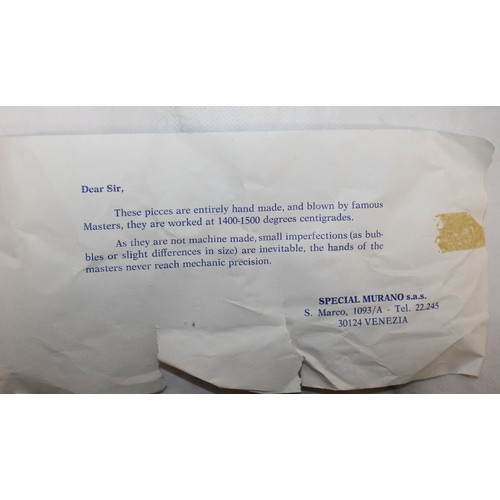 Dear Sir,
These pieces are entirely hand made, and blown by famous
Masters, they are worked at 1400-1500 degrees centigrades.
As they are not machine made, small imperfections (as bub-
bles or slight differences in size) are inevitable, the hands of the
masters never reach mechanic precision.
SPECIAL MURANO s.a.s.
S. Marco, 1093/A - Tel. 22.245
30124 VENEZIA